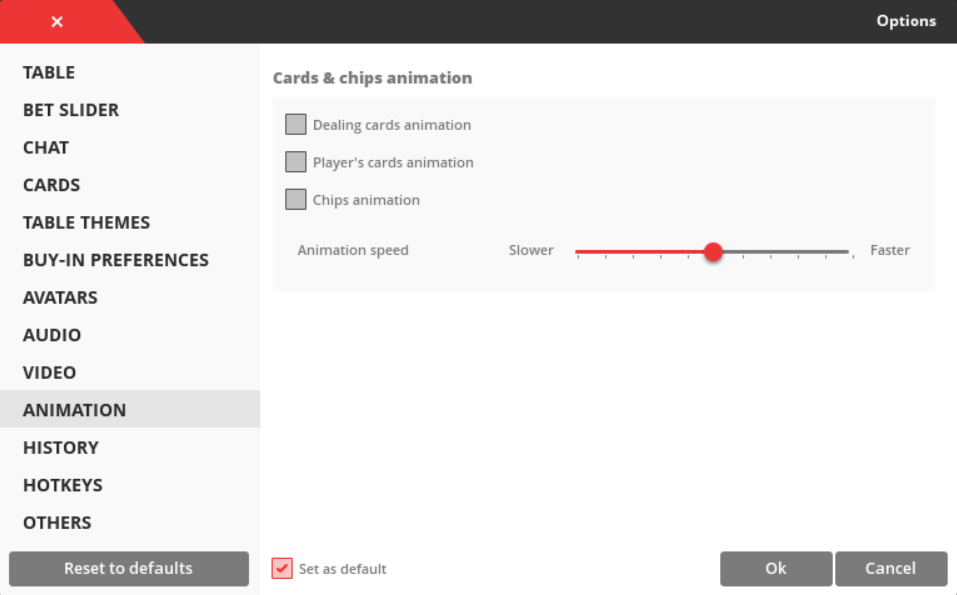 Options
TABLE
BET SLIDER
CHAT
CARDS
TABLE THEMES
BUY-IN PREFERENCES
AVATARS
AUDIO
VIDEO
ANIMATION
HISTORY
HOTKEYS
OTHERS
Reset to defaults
Cards & chips animation
Dealing cards animation
Player's cards animation
Chips animation
Animation speed Slower Faster
Set as default
Ok Cancel